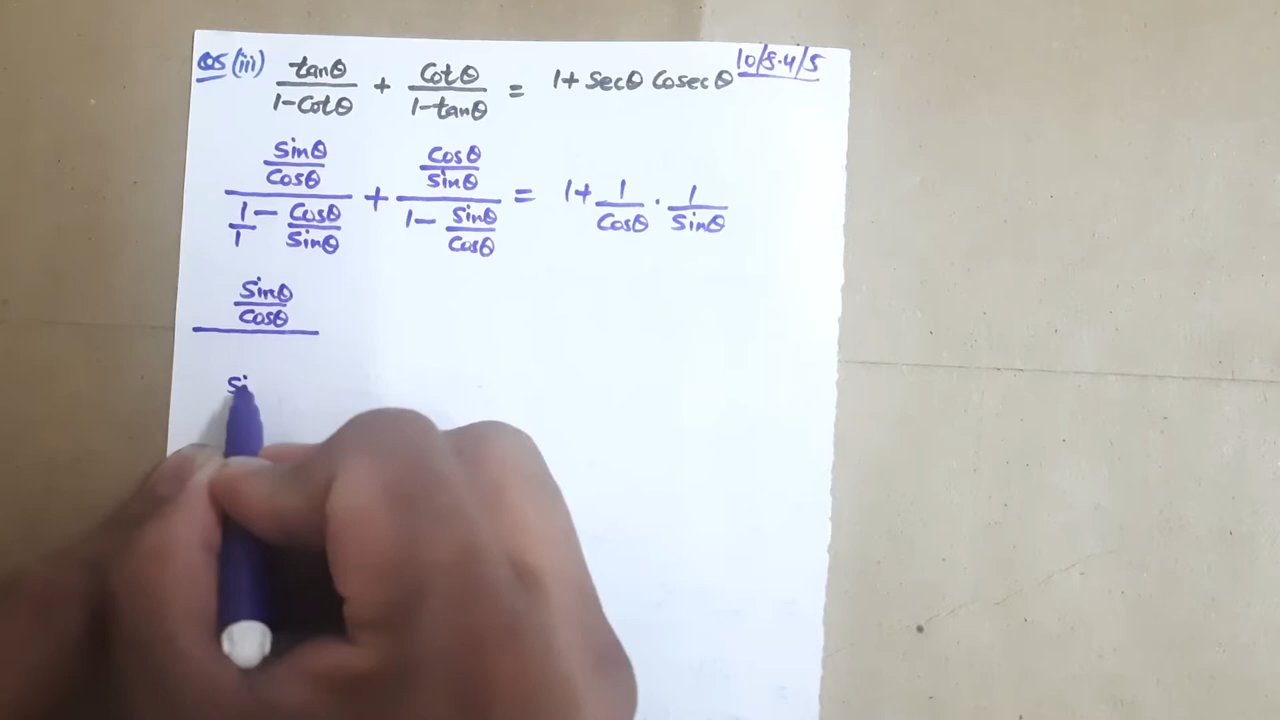 Q5 (iii) tanθ/1-cotθ + cotθ/1-tanθ = 1+secθ cosecθ 10/8.4/5
sinθ/cosθ / 1/1 - cosθ/sinθ + cosθ/sinθ / 1 - sinθ/cosθ = 1+ 1/cosθ . 1/sinθ
sinθ/cosθ
si